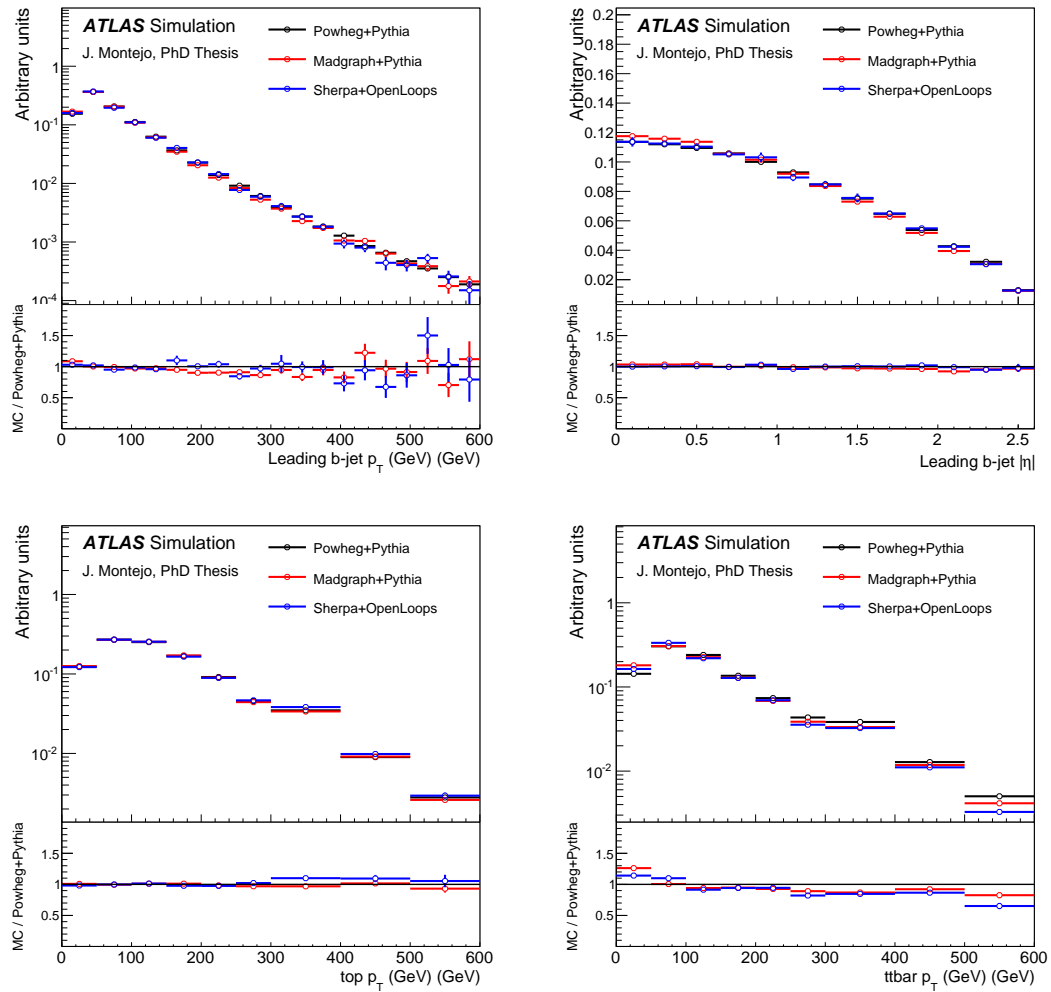 ATLAS Simulation
J. Montejo, PhD Thesis
Powheg+Pythia
Madgraph+Pythia
Sherpa+OpenLoops
Arbitrary units
1
10⁻¹
10⁻²
10⁻³
10⁻⁴
MC / Powheg+Pythia
1.5
1
0.5
0 100 200 300 400 500 600
Leading b-jet p_T (GeV) (GeV)
ATLAS Simulation
J. Montejo, PhD Thesis
Powheg+Pythia
Madgraph+Pythia
Sherpa+OpenLoops
Arbitrary units
0.2
0.18
0.16
0.14
0.12
0.1
0.08
0.06
0.04
0.02
MC / Powheg+Pythia
1.5
1
0.5
0 0.5 1 1.5 2 2.5
Leading b-jet |η|
ATLAS Simulation
J. Montejo, PhD Thesis
Powheg+Pythia
Madgraph+Pythia
Sherpa+OpenLoops
Arbitrary units
1
10⁻¹
10⁻²
MC / Powheg+Pythia
1.5
1
0.5
0 100 200 300 400 500 600
top p_T (GeV) (GeV)
ATLAS Simulation
J. Montejo, PhD Thesis
Powheg+Pythia
Madgraph+Pythia
Sherpa+OpenLoops
Arbitrary units
1
10⁻¹
10⁻²
MC / Powheg+Pythia
1.5
1
0.5
0 100 200 300 400 500 600
ttbar p_T (GeV) (GeV)